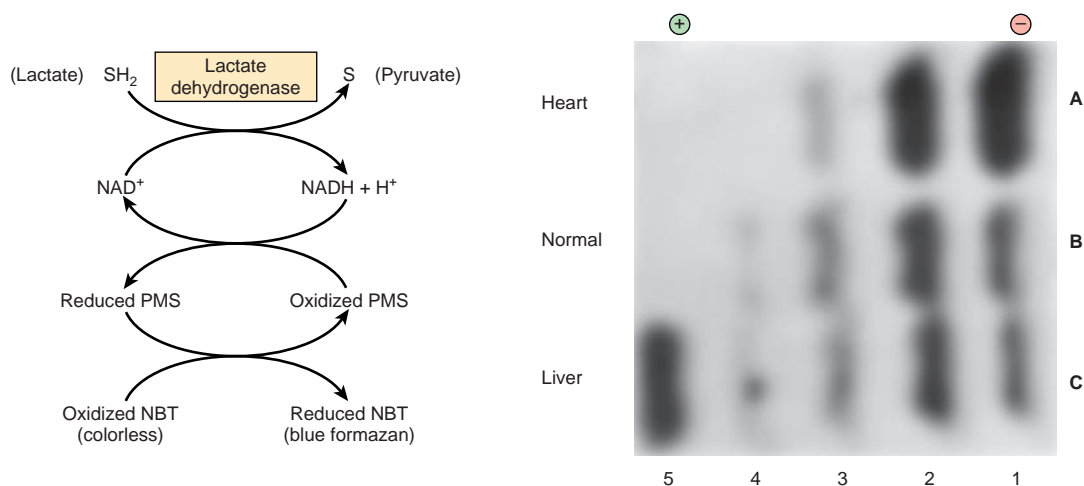 + −
(Lactate) SH₂ Lactate dehydrogenase S (Pyruvate)
Heart A
NAD⁺ NADH + H⁺
Normal B
Reduced PMS Oxidized PMS
Liver C
Oxidized NBT Reduced NBT
(colorless) (blue formazan)
5 4 3 2 1